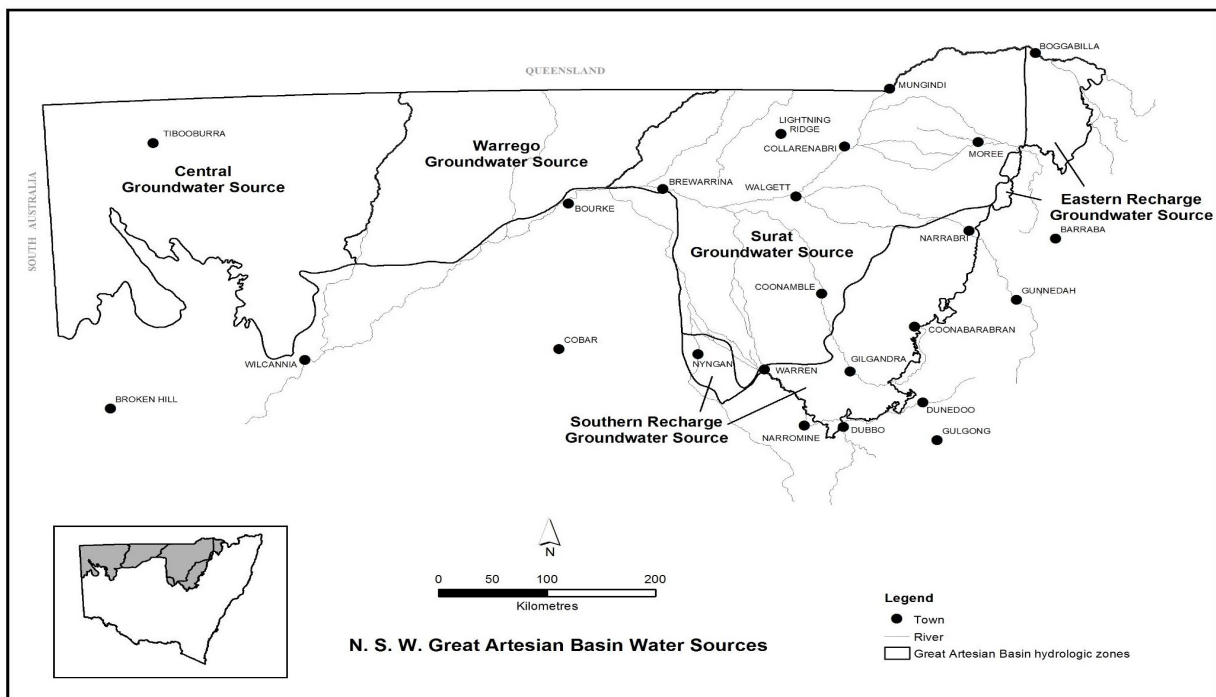 QUEENSLAND
BOGGABILLA
MUNGINDI
TIBOOBURRA
LIGHTNING
RIDGE
COLLARENABRI
MOREE
Warrego
Groundwater Source
Central
Groundwater Source
BREWARRINA
WALGETT
BOURKE
Eastern Recharge
Groundwater Source
SOUTH AUSTRALIA
Surat
Groundwater Source
NARRABRI
BARRABA
COONAMBLE
GUNNEDAH
COONABARABRAN
COBAR
NYNGAN
WILCANNIA
WARREN
GILGANDRA
BROKEN HILL
DUNEDOO
Southern Recharge
Groundwater Source
NARROMINE
DUBBO
GULGONG
N
0 50 100 200
Kilometres
N. S. W. Great Artesian Basin Water Sources
Legend
Town
River
Great Artesian Basin hydrologic zones